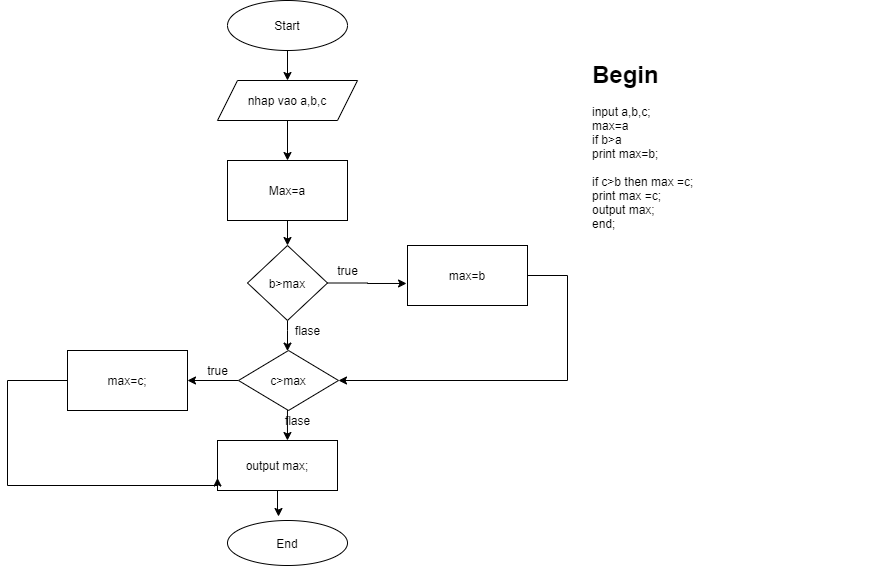 Start
nhap vao a,b,c
Max=a
b>max
true
max=b
flase
c>max
true
max=c;
flase
output max;
End
Begin
input a,b,c;
max=a
if b>a
print max=b;
if c>b then max =c;
print max =c;
output max;
end;